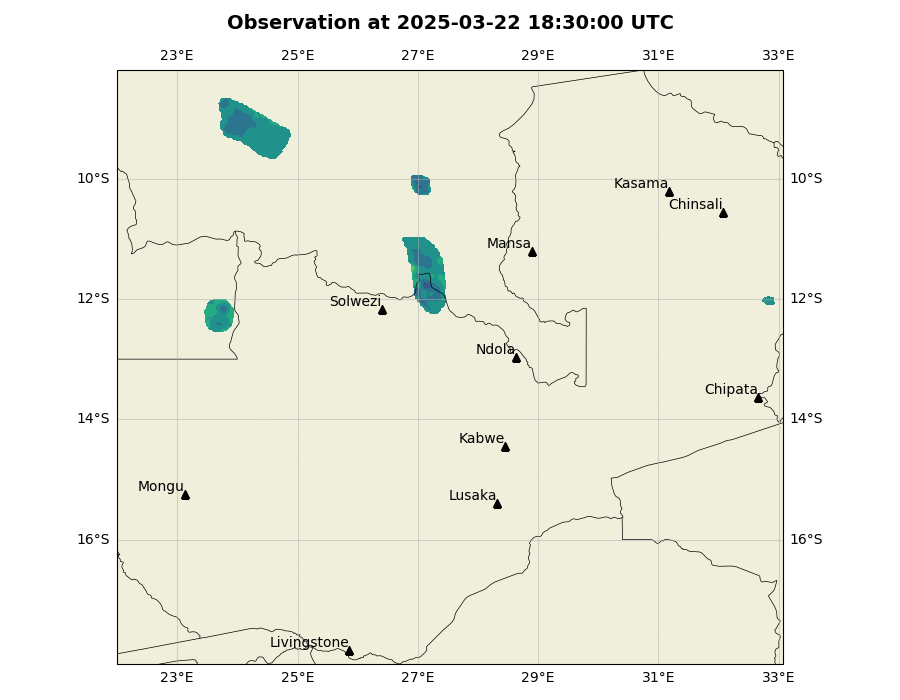 Observation at 2025-03-22 18:30:00 UTC
23°E 25°E 27°E 29°E 31°E 33°E
10°S 10°S
Kasama
Chinsali
Mansa
12°S 12°S
Solwezi
Ndola
Chipata
14°S 14°S
Kabwe
Mongu
Lusaka
16°S 16°S
Livingstone
23°E 25°E 27°E 29°E 31°E 33°E